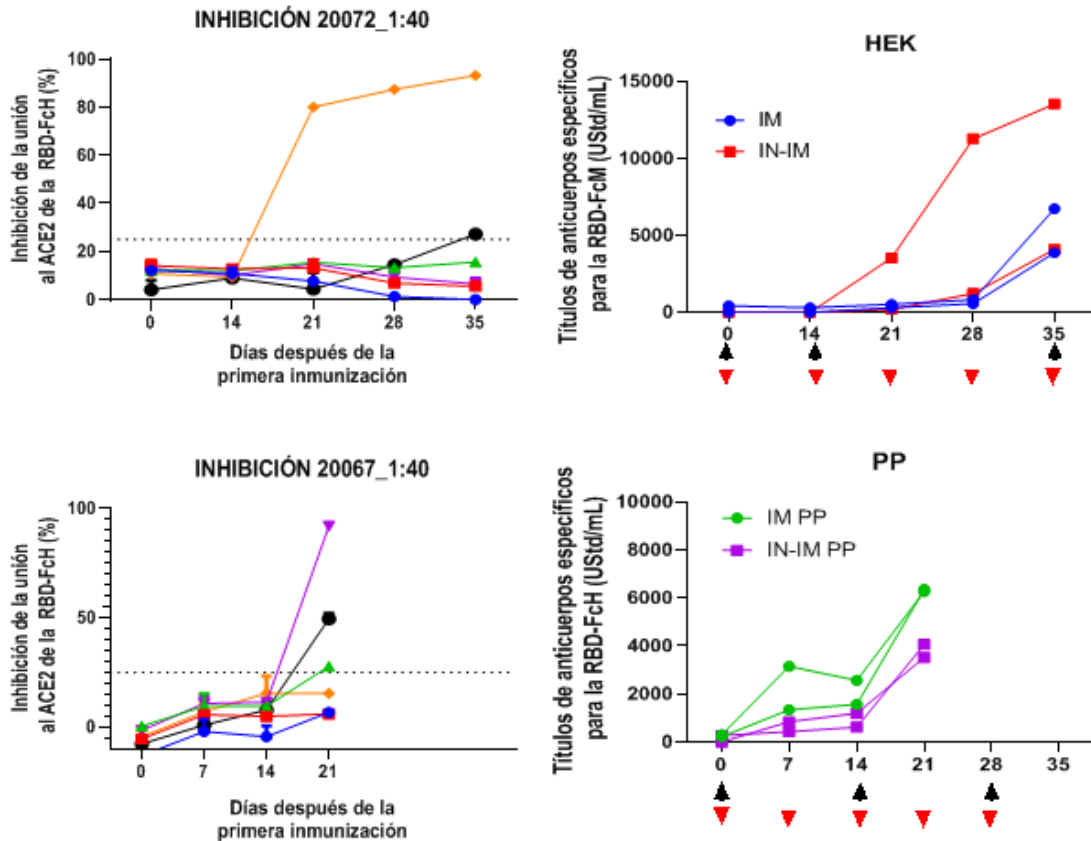 INHIBICIÓN 20072_1:40
Inhibición de la unión
al ACE2 de la RBD-FcH (%)
100
80
60
40
20
0
0 14 21 28 35
Días después de la
primera inmunización
HEK
Títulos de anticuerpos específicos
para la RBD-FcM (UStd/mL)
15000
10000
5000
0
IM
IN-IM
0 14 21 28 35
INHIBICIÓN 20067_1:40
Inhibición de la unión
al ACE2 de la RBD-FcH (%)
100
50
0
0 7 14 21
Días después de la
primera inmunización
PP
Títulos de anticuerpos específicos
para la RBD-FcH (UStd/mL)
10000
8000
6000
4000
2000
0
IM PP
IN-IM PP
0 7 14 21 28 35